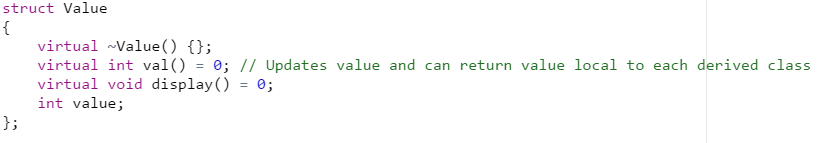 struct Value
{
    virtual ~Value() {};
    virtual int val() = 0; // Updates value and can return value local to each derived class
    virtual void display() = 0;
    int value;
};